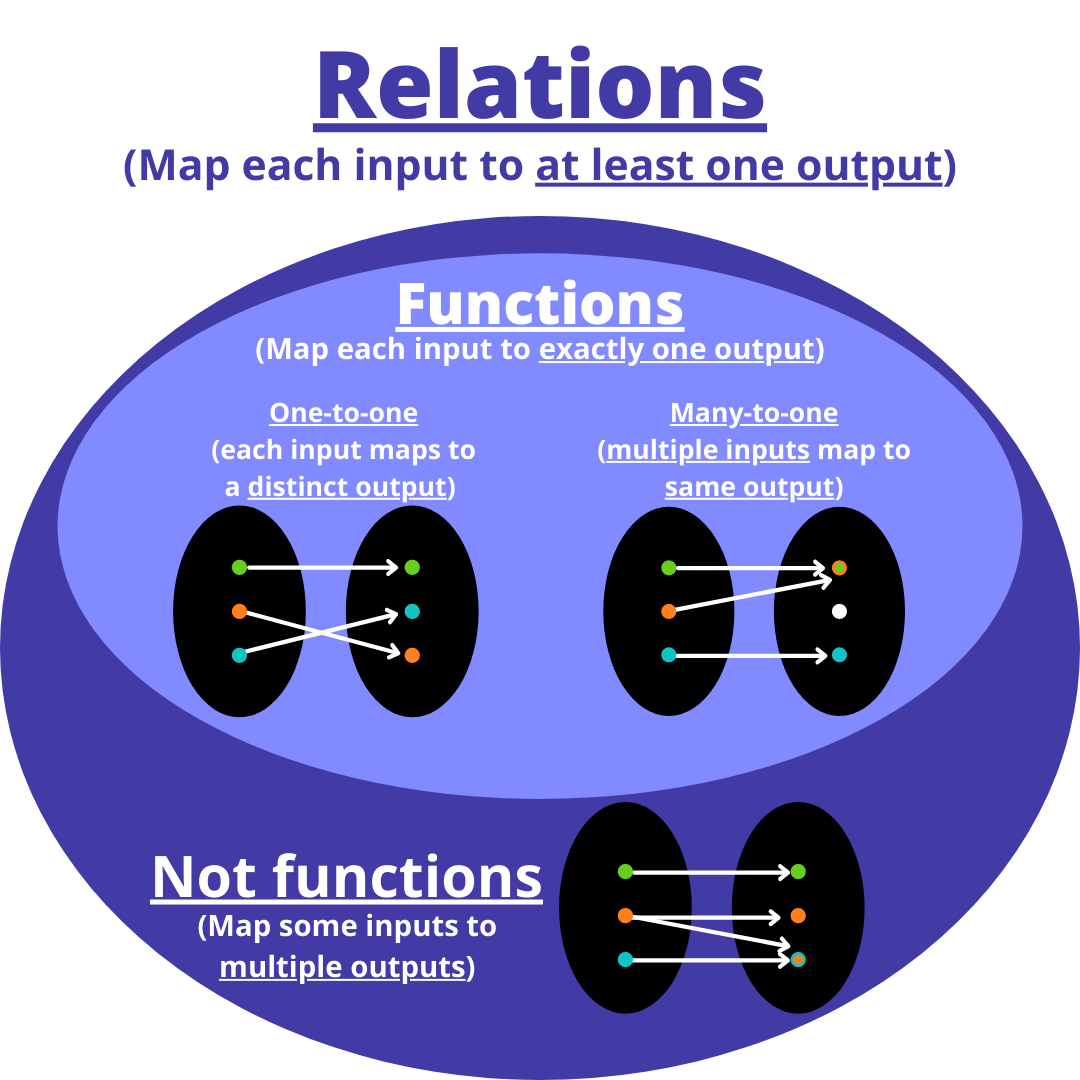 Relations
(Map each input to at least one output)
Functions
(Map each input to exactly one output)
One-to-one
(each input maps to
a distinct output)
Many-to-one
(multiple inputs map to
same output)
Not functions
(Map some inputs to
multiple outputs)